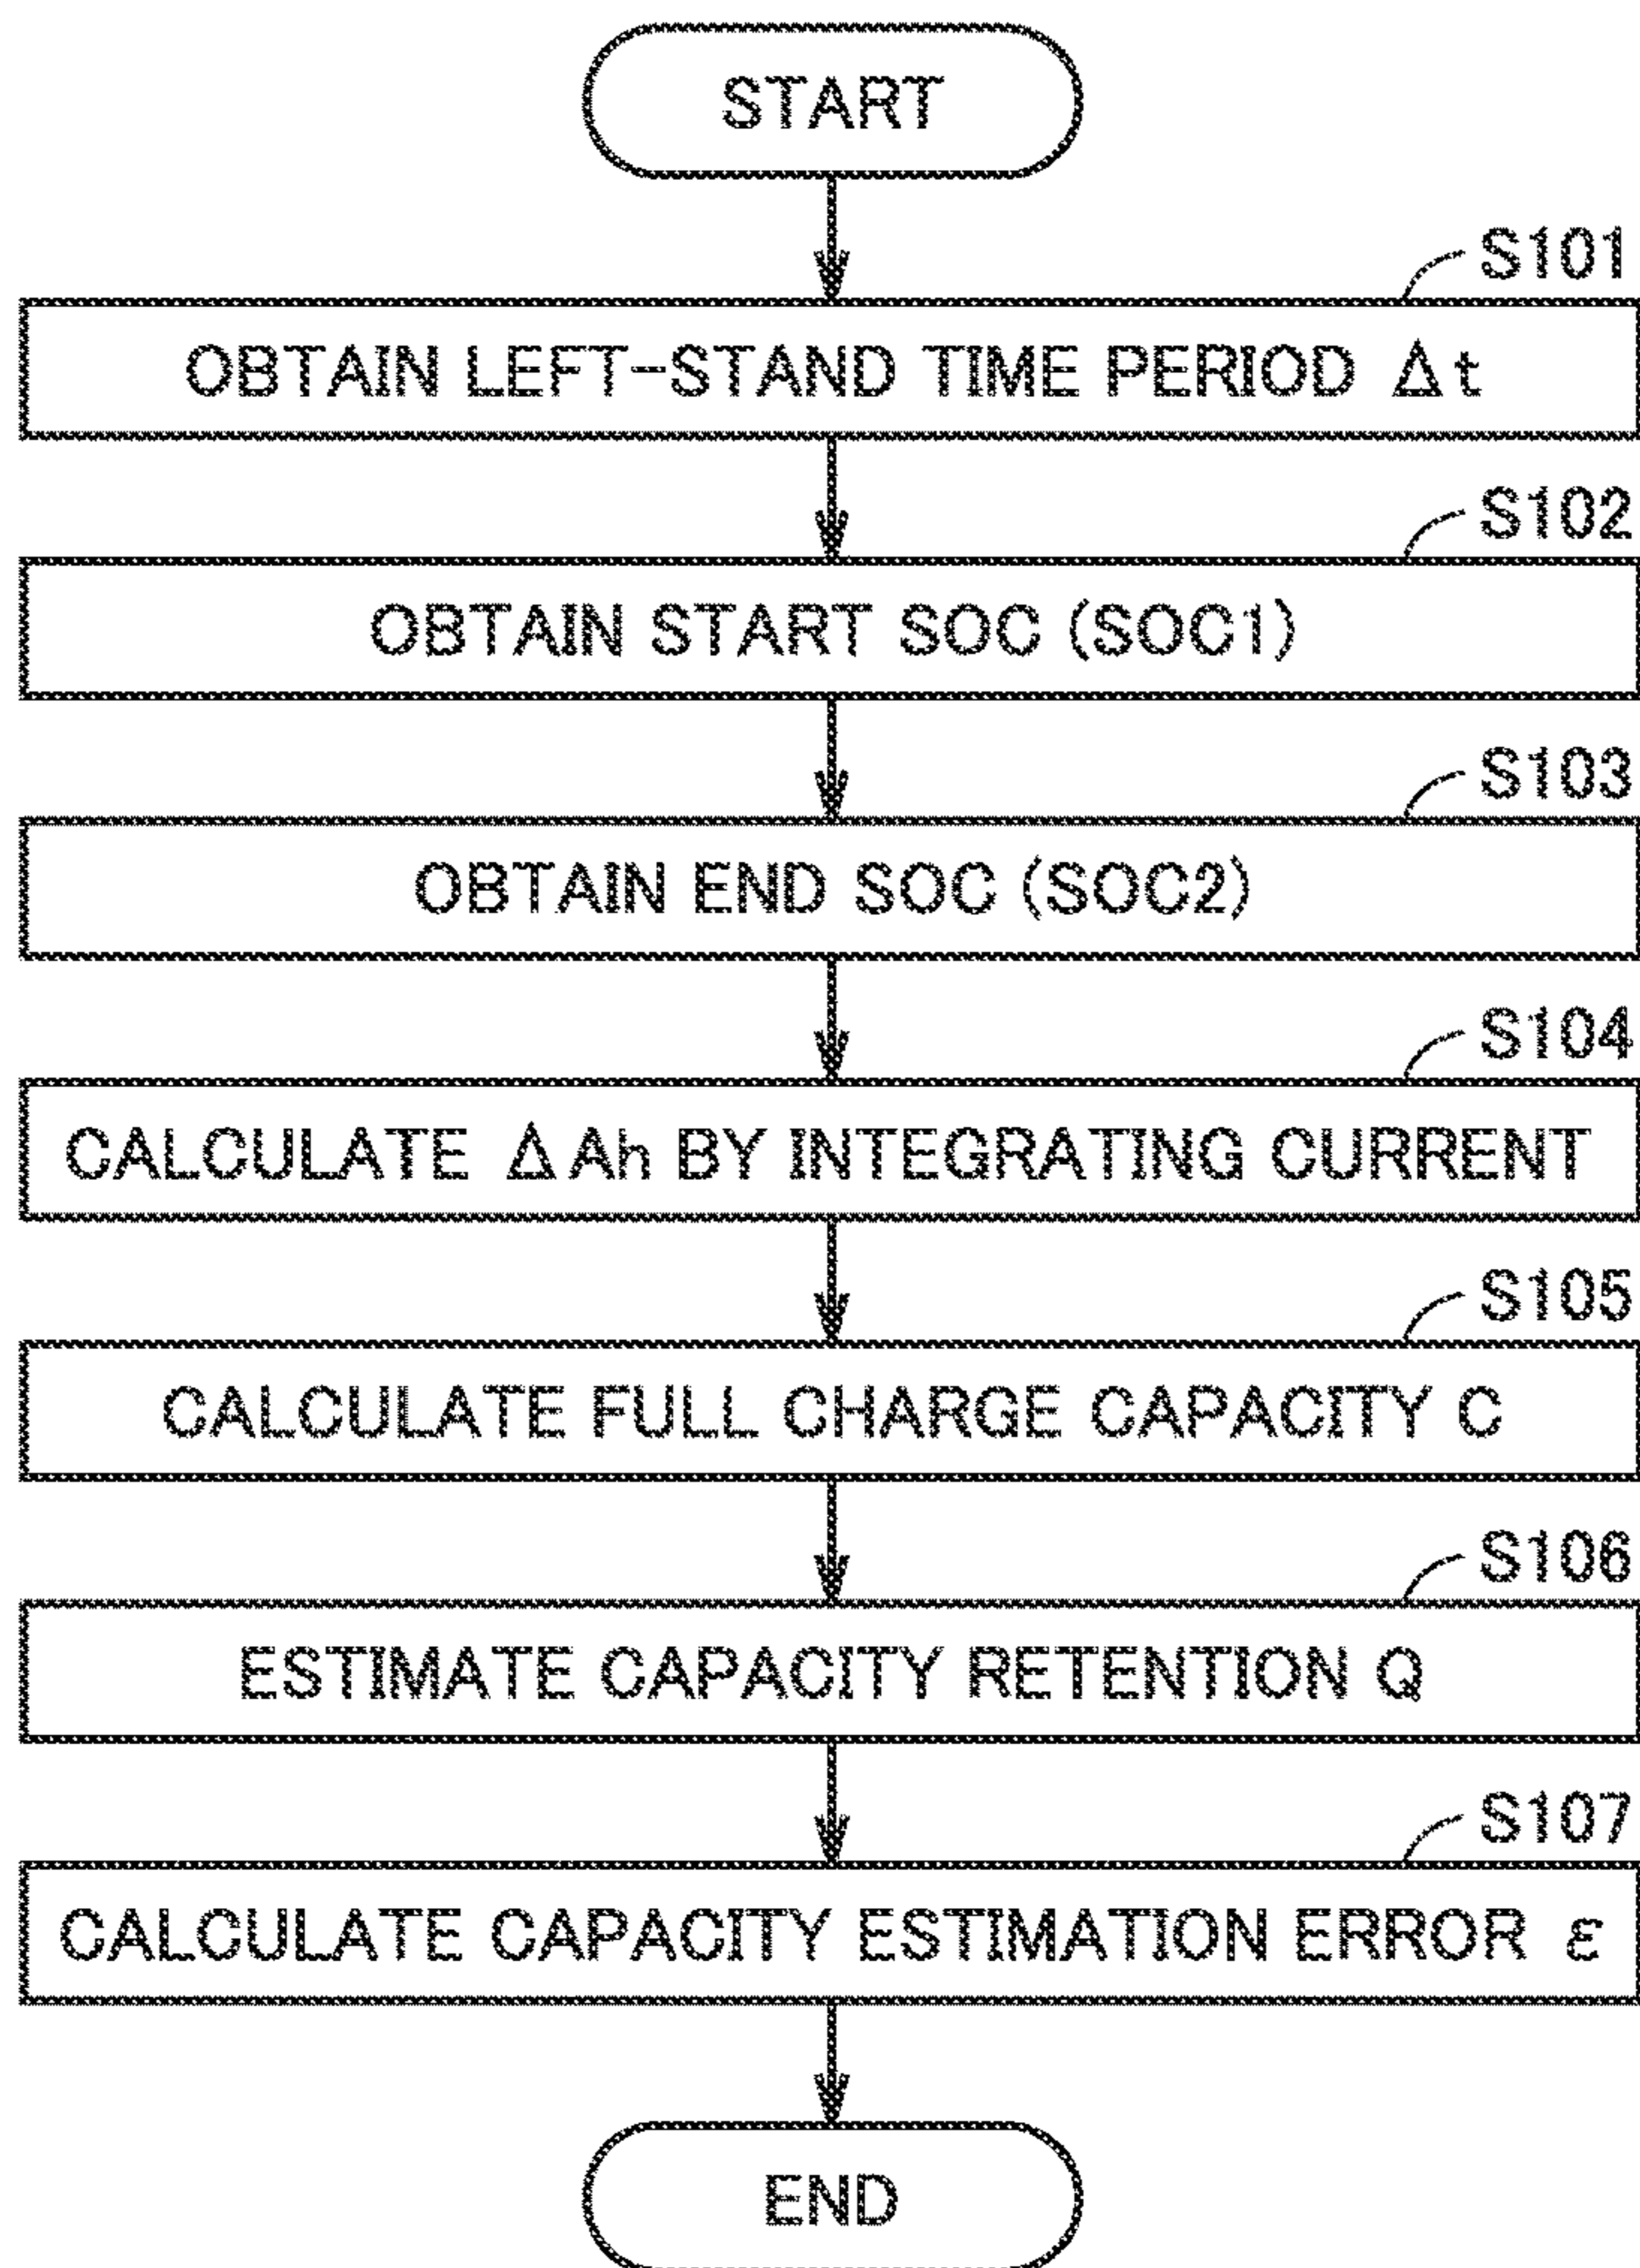 START
S101
OBTAIN LEFT-STAND TIME PERIOD Δt
S102
OBTAIN START SOC (SOC1)
S103
OBTAIN END SOC (SOC2)
S104
CALCULATE ΔAh BY INTEGRATING CURRENT
S105
CALCULATE FULL CHARGE CAPACITY C
S106
ESTIMATE CAPACITY RETENTION Q
S107
CALCULATE CAPACITY ESTIMATION ERROR ε
END